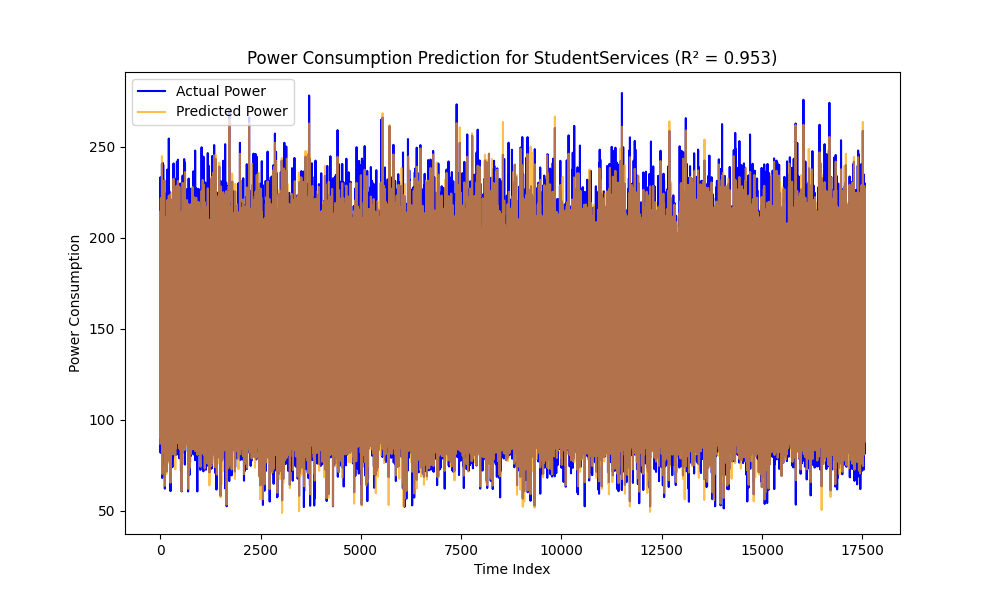 Power Consumption Prediction for StudentServices (R² = 0.953)
Actual Power
Predicted Power
Power Consumption
250
200
150
100
50
0 2500 5000 7500 10000 12500 15000 17500
Time Index